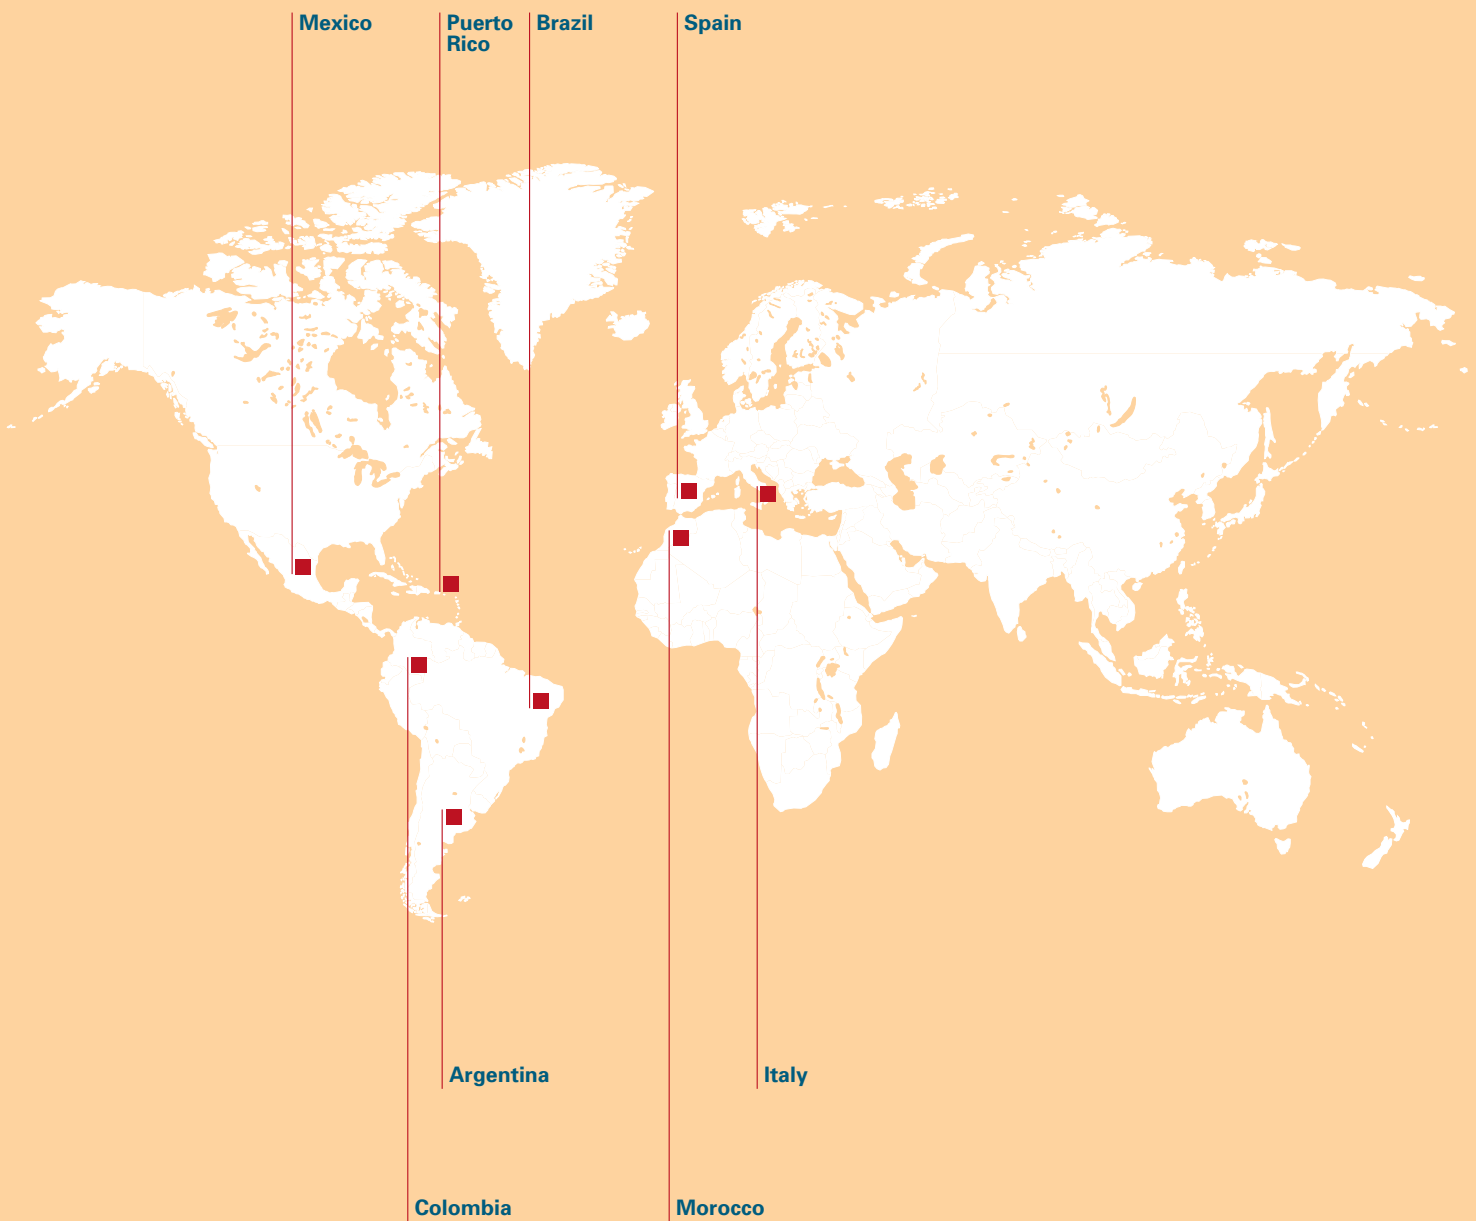 Mexico
Puerto
Rico
Brazil
Spain
Argentina
Italy
Colombia
Morocco